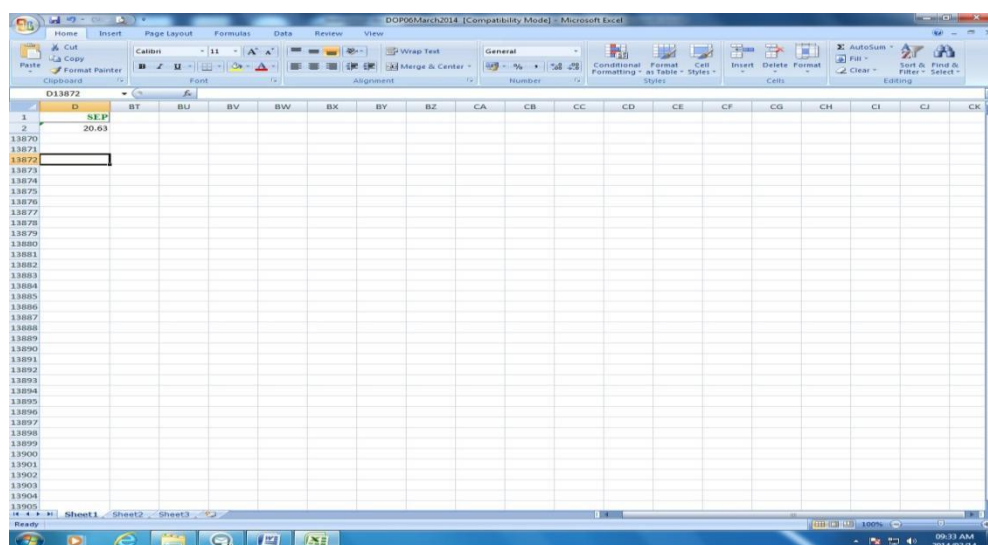 DOP06March2014 [Compatibility Mode] - Microsoft Excel
Home Insert Page Layout Formulas Data Review View
Paste
Cut
Copy
Format Painter
Clipboard
Calibri 11 A A
B I U A
Font
Wrap Text
Merge & Center
Alignment
General
% ,
Number
Conditional Formatting
Format as Table
Cell Styles
Styles
Insert Delete Format
Cells
Σ AutoSum
Fill
Clear
Sort & Filter
Find & Select
Editing
D13872 fx
D BT BU BV BW BX BY BZ CA CB CC CD CE CF CG CH CI CJ CK
1 SEP
2 20.63
13870
13871
13872
13873
13874
13875
13876
13877
13878
13879
13880
13881
13882
13883
13884
13885
13886
13887
13888
13889
13890
13891
13892
13893
13894
13895
13896
13897
13898
13899
13900
13901
13902
13903
13904
13905
Sheet1 Sheet2 Sheet3
Ready 100%
09:33 AM